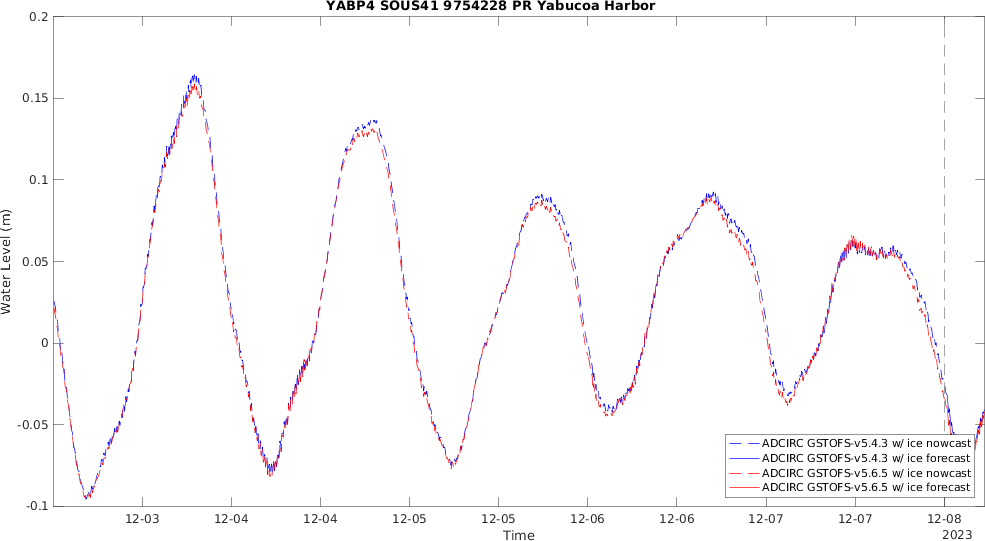 YABP4 SOUS41 9754228 PR Yabucoa Harbor
0.2
0.15
0.1
0.05
0
-0.05
-0.1
Water Level (m)
12-03
12-04
12-04
12-05
12-05
12-06
12-06
12-07
12-07
12-08
2023
Time
ADCIRC GSTOFS-v5.4.3 w/ ice nowcast
ADCIRC GSTOFS-v5.4.3 w/ ice forecast
ADCIRC GSTOFS-v5.6.5 w/ ice nowcast
ADCIRC GSTOFS-v5.6.5 w/ ice forecast